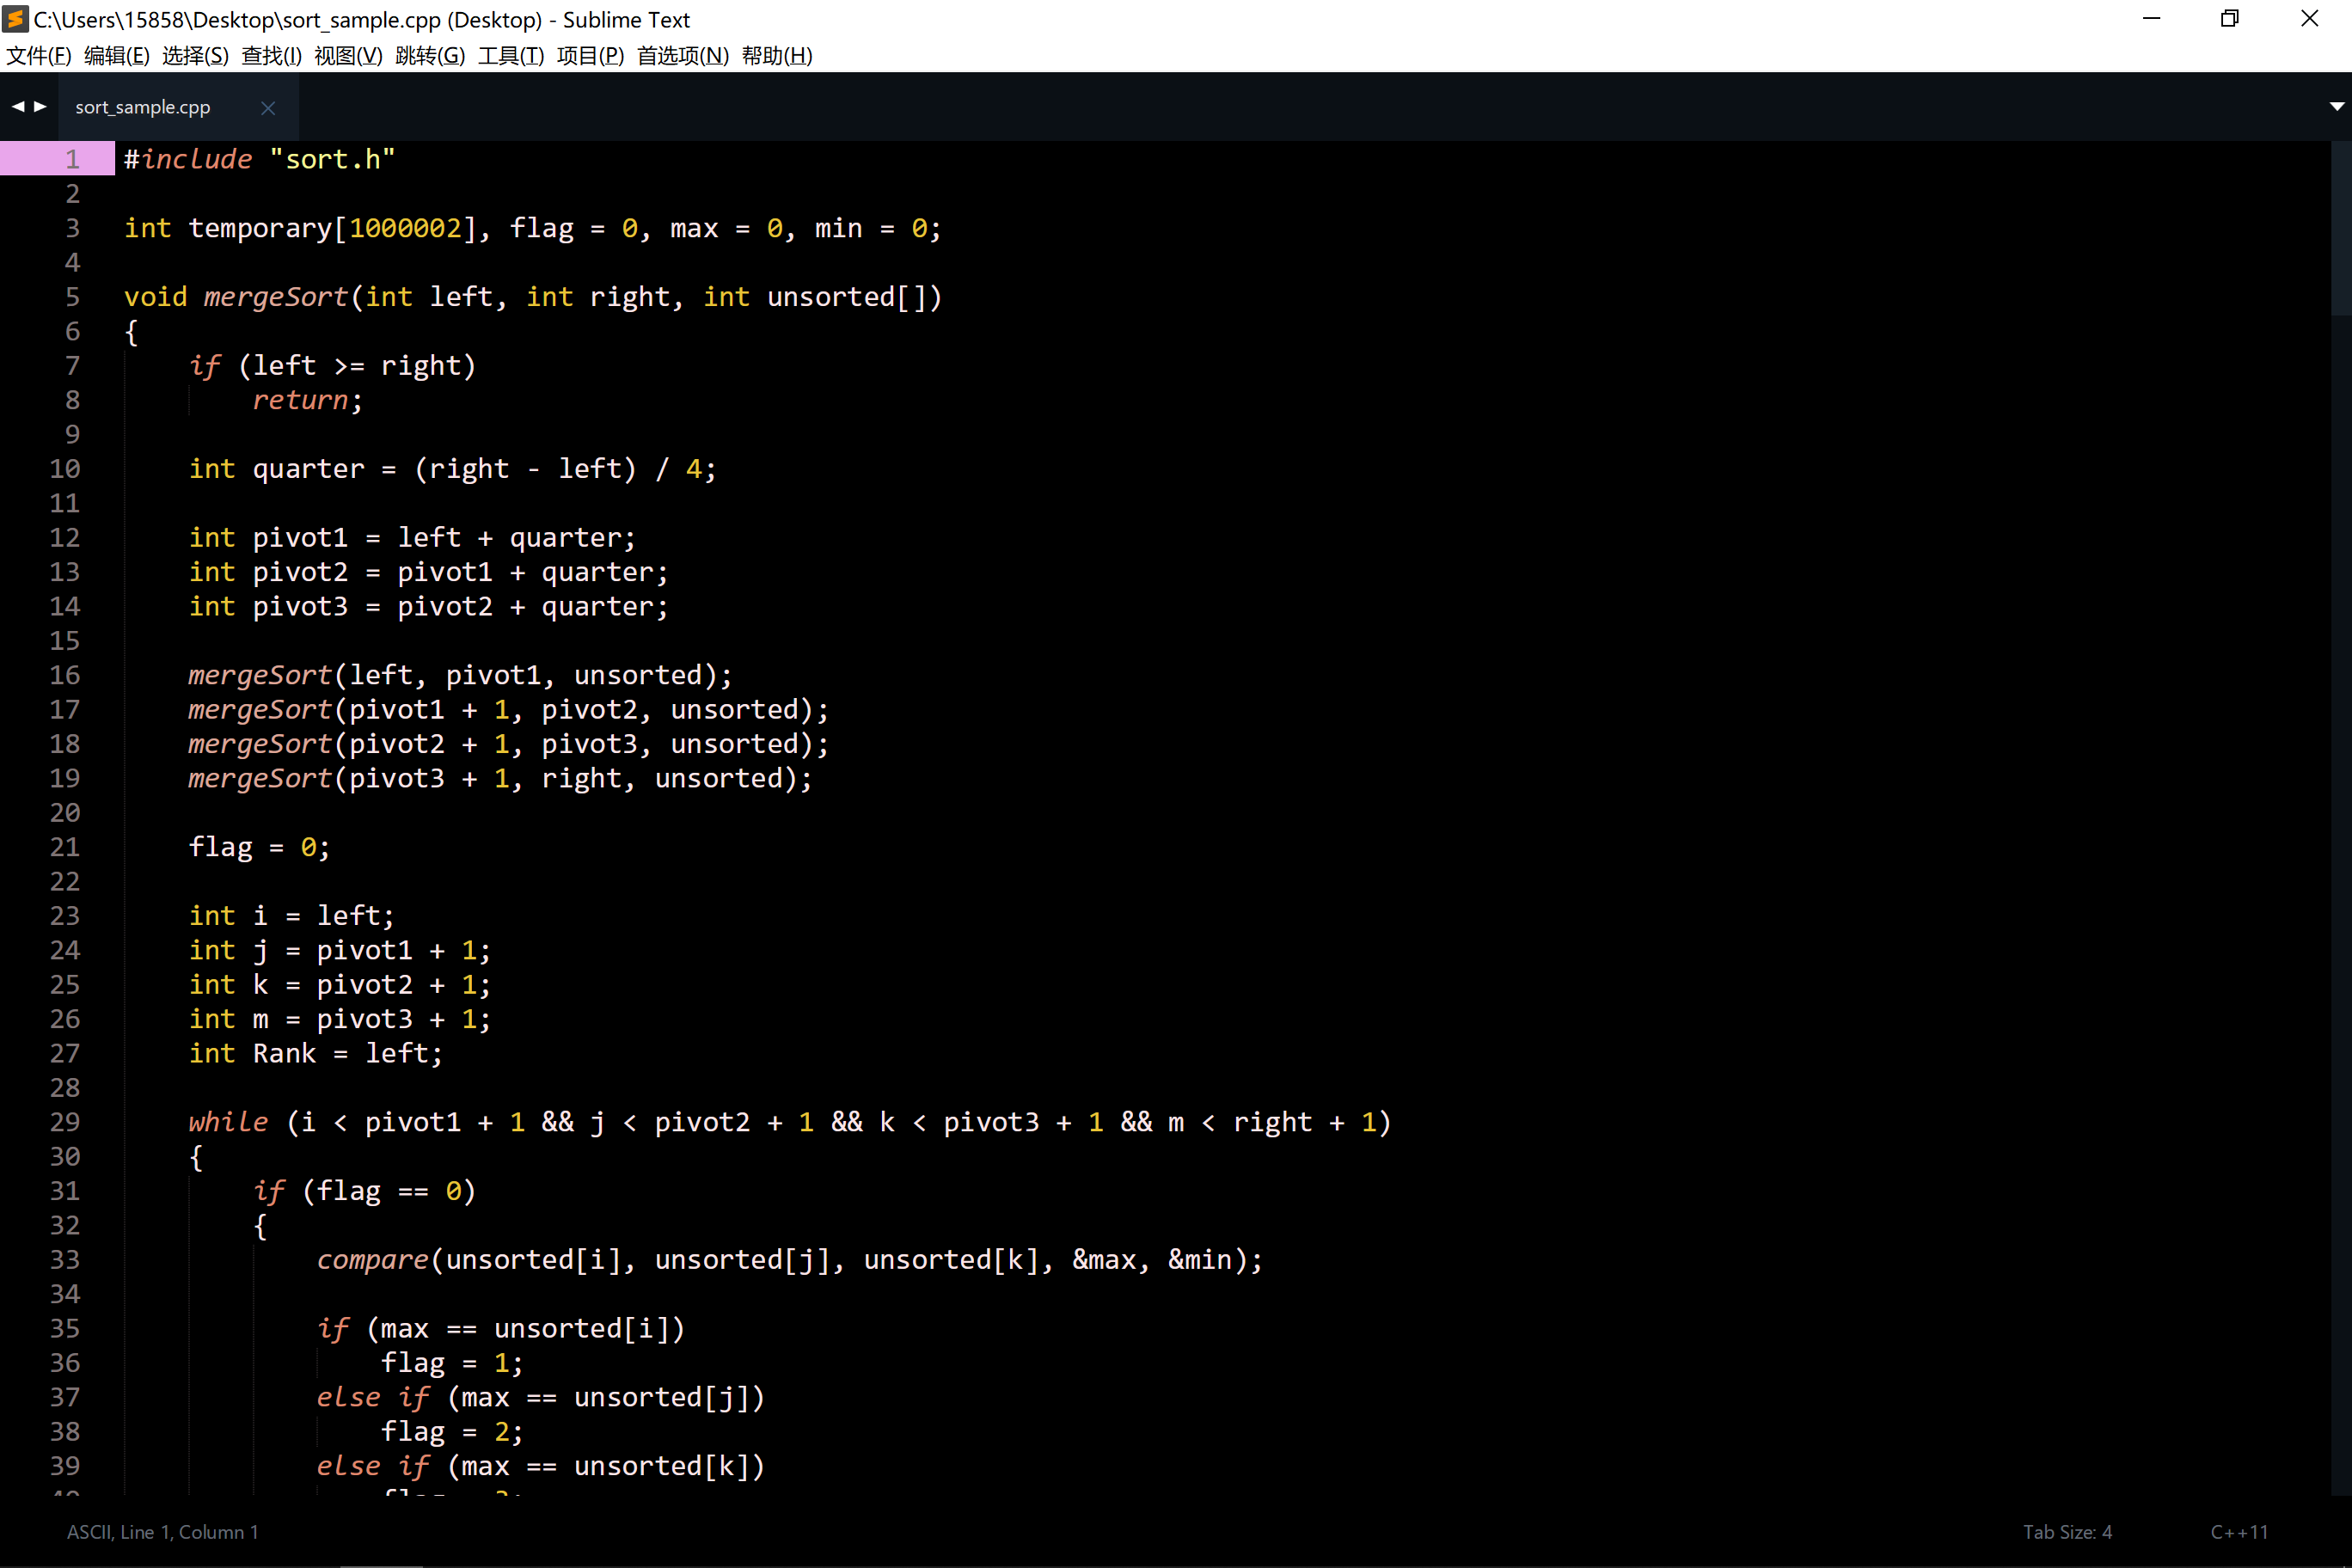 C:\Users\15858\Desktop\sort_sample.cpp (Desktop) - Sublime Text
文件(F) 编辑(E) 选择(S) 查找(I) 视图(V) 跳转(G) 工具(T) 项目(P) 首选项(N) 帮助(H)
sort_sample.cpp
1 #include "sort.h"
2
3 int temporary[1000002], flag = 0, max = 0, min = 0;
4
5 void mergeSort(int left, int right, int unsorted[])
6 {
7     if (left >= right)
8         return;
9
10     int quarter = (right - left) / 4;
11
12     int pivot1 = left + quarter;
13     int pivot2 = pivot1 + quarter;
14     int pivot3 = pivot2 + quarter;
15
16     mergeSort(left, pivot1, unsorted);
17     mergeSort(pivot1 + 1, pivot2, unsorted);
18     mergeSort(pivot2 + 1, pivot3, unsorted);
19     mergeSort(pivot3 + 1, right, unsorted);
20
21     flag = 0;
22
23     int i = left;
24     int j = pivot1 + 1;
25     int k = pivot2 + 1;
26     int m = pivot3 + 1;
27     int Rank = left;
28
29     while (i < pivot1 + 1 && j < pivot2 + 1 && k < pivot3 + 1 && m < right + 1)
30     {
31         if (flag == 0)
32         {
33             compare(unsorted[i], unsorted[j], unsorted[k], &max, &min);
34
35             if (max == unsorted[i])
36                 flag = 1;
37             else if (max == unsorted[j])
38                 flag = 2;
39             else if (max == unsorted[k])
ASCII, Line 1, Column 1
Tab Size: 4
C++11